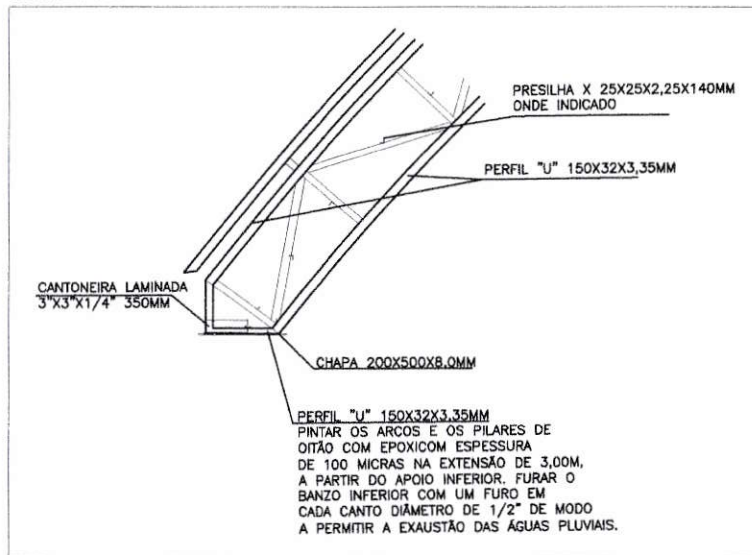 PRESILHA X 25X25X2,25X140MM
ONDE INDICADO
PERFIL "U" 150X32X3,35MM
CANTONEIRA LAMINADA
3"X3"X1/4" 350MM
CHAPA 200X500X8.0MM
PERFIL "U" 150X32X3.35MM
PINTAR OS ARCOS E OS PILARES DE
OITÃO COM EPOXICOM ESPESSURA
DE 100 MICRAS NA EXTENSÃO DE 3,00M,
A PARTIR DO APOIO INFERIOR. FURAR O
BANZO INFERIOR COM UM FURO EM
CADA CANTO DIÂMETRO DE 1/2" DE MODO
A PERMITIR A EXAUSTÃO DAS ÁGUAS PLUVIAIS.